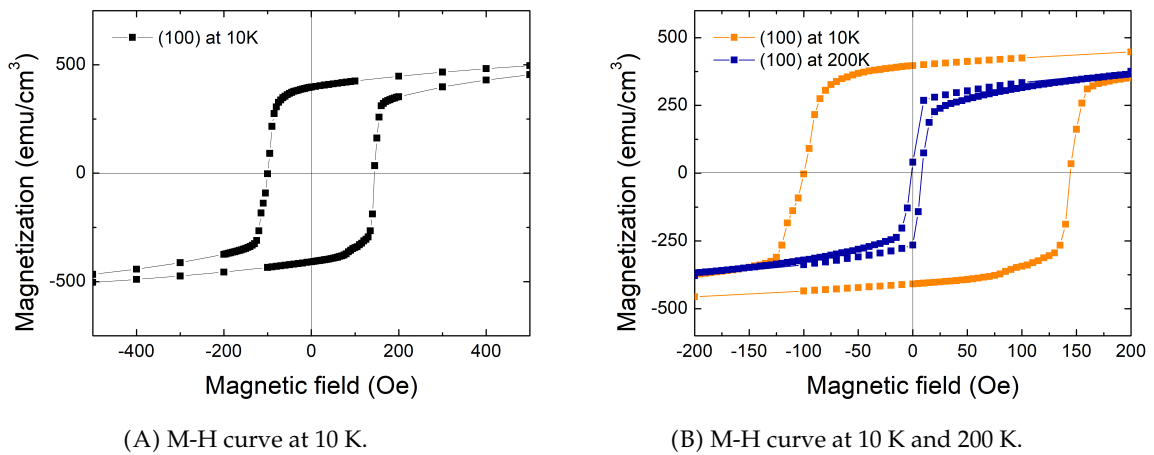 (100) at 10K
500
250
0
-250
-500
-400
-200
0
200
400
Magnetization (emu/cm³)
Magnetic field (Oe)
(A) M-H curve at 10 K.
(100) at 10K
(100) at 200K
500
250
0
-250
-500
-200
-150
-100
-50
0
50
100
150
200
Magnetization (emu/cm³)
Magnetic field (Oe)
(B) M-H curve at 10 K and 200 K.